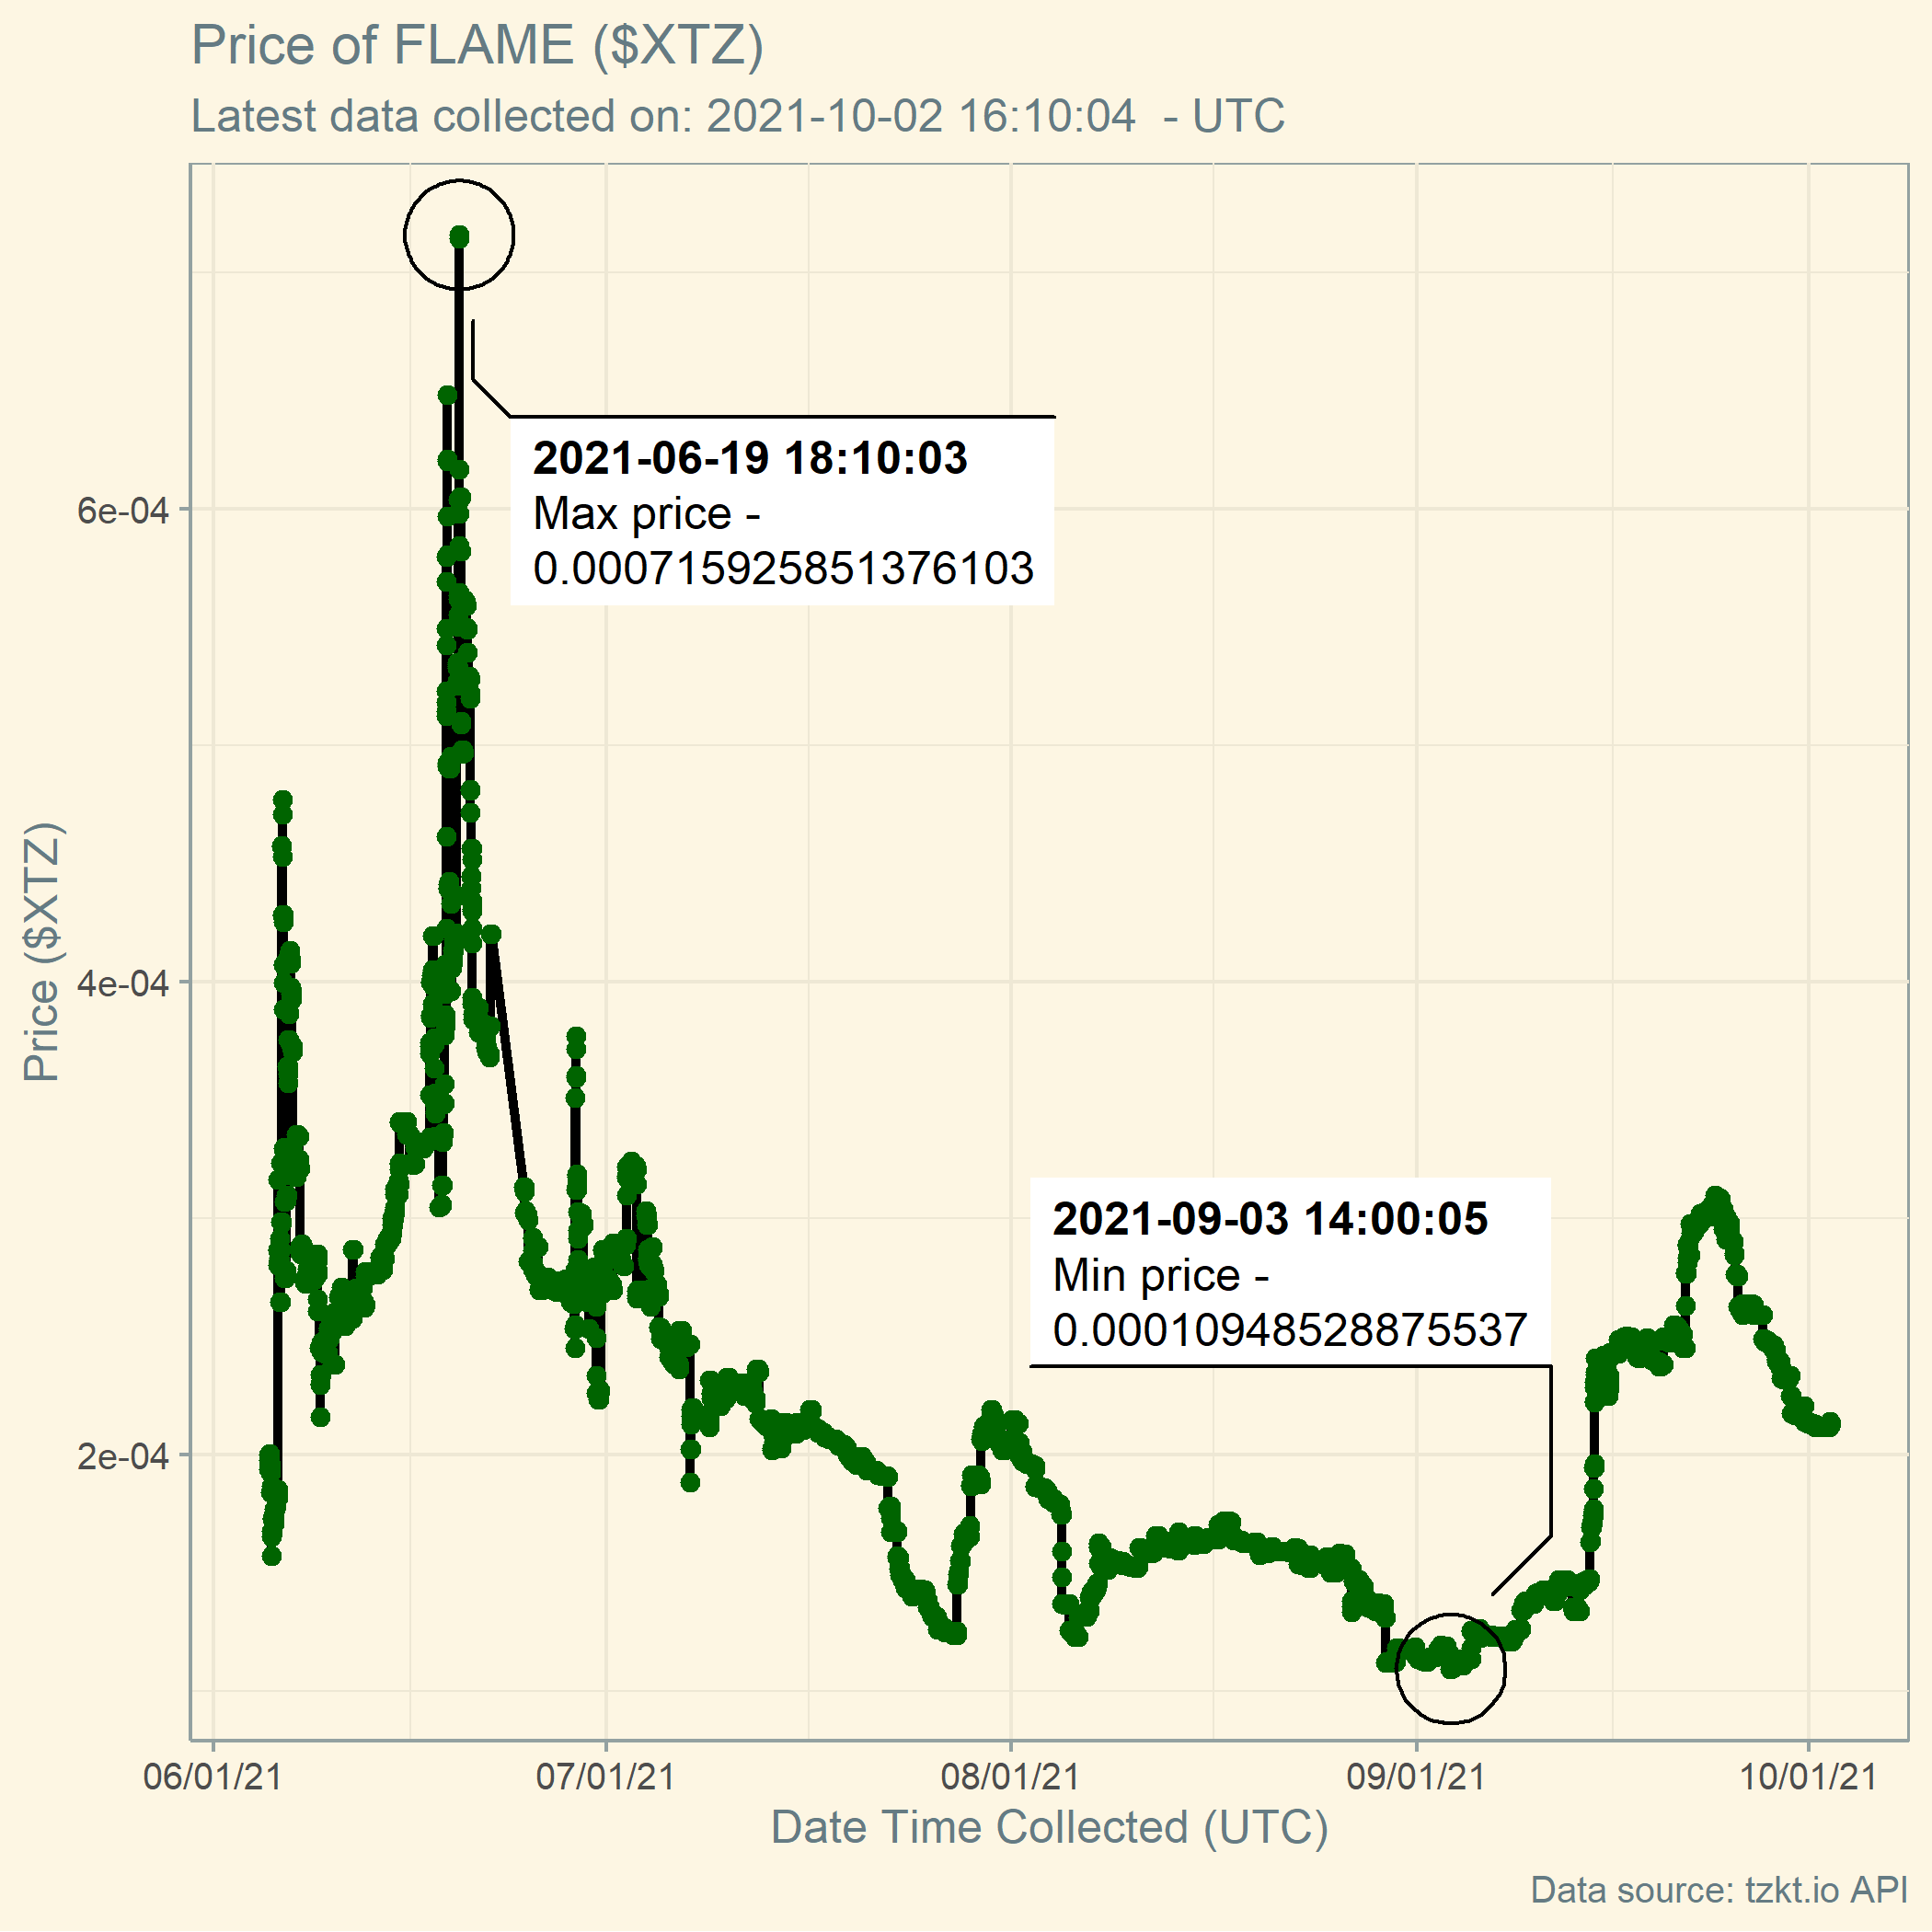 Price of FLAME ($XTZ)
Latest data collected on: 2021-10-02 16:10:04  - UTC
2021-06-19 18:10:03
Max price -
0.000715925851376103
2021-09-03 14:00:05
Min price -
0.00010948528875537
Price ($XTZ)
6e-04
4e-04
2e-04
06/01/21
07/01/21
08/01/21
09/01/21
10/01/21
Date Time Collected (UTC)
Data source: tzkt.io API